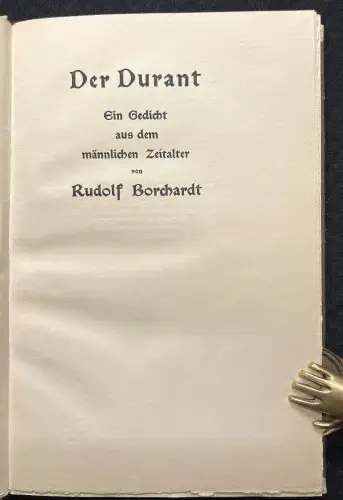 Der Durant
Ein Gedicht
aus dem
männlichen Zeitalter
von
Rudolf Borchardt